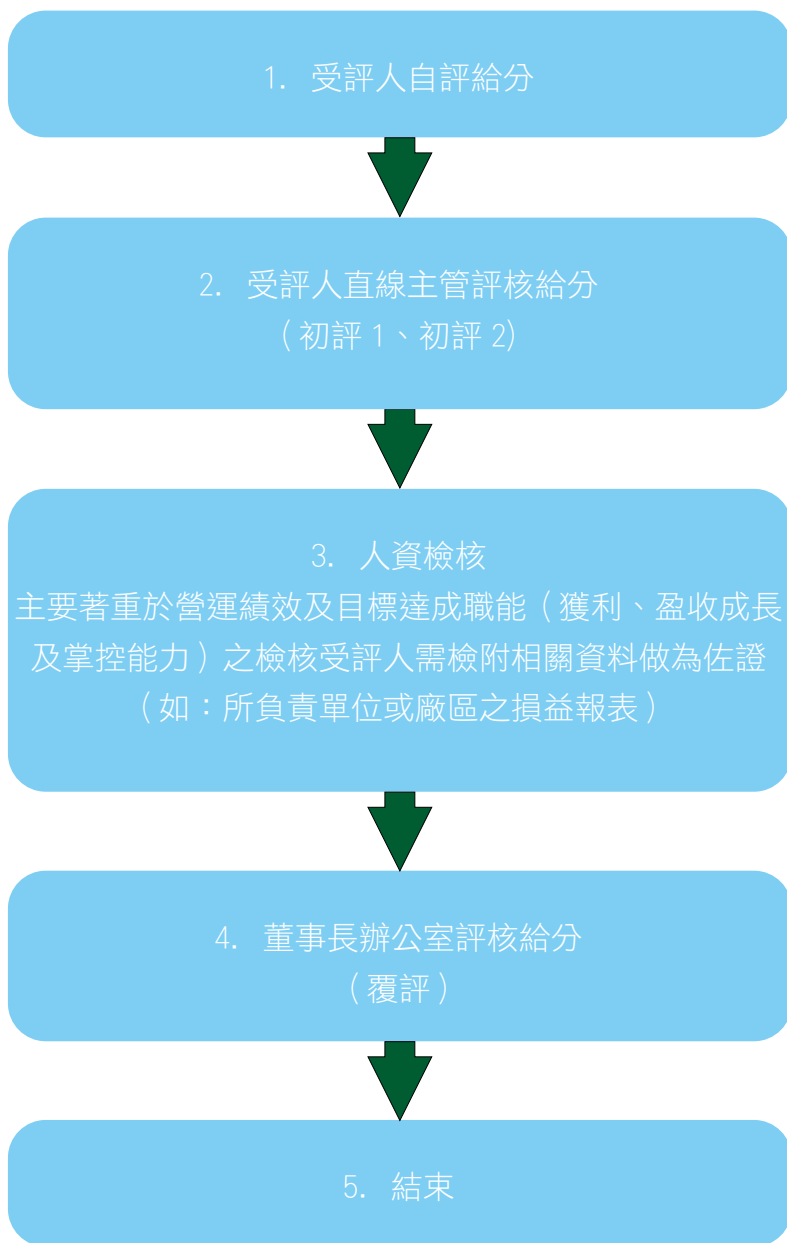 1. 受評人自評給分
2. 受評人直線主管評核給分
（初評 1、初評 2)
3. 人資檢核
主要著重於營運績效及目標達成職能（獲利、盈收成長
及掌控能力）之檢核受評人需檢附相關資料做為佐證
（如：所負責單位或廠區之損益報表）
4. 董事長辦公室評核給分
（覆評）
5. 結束